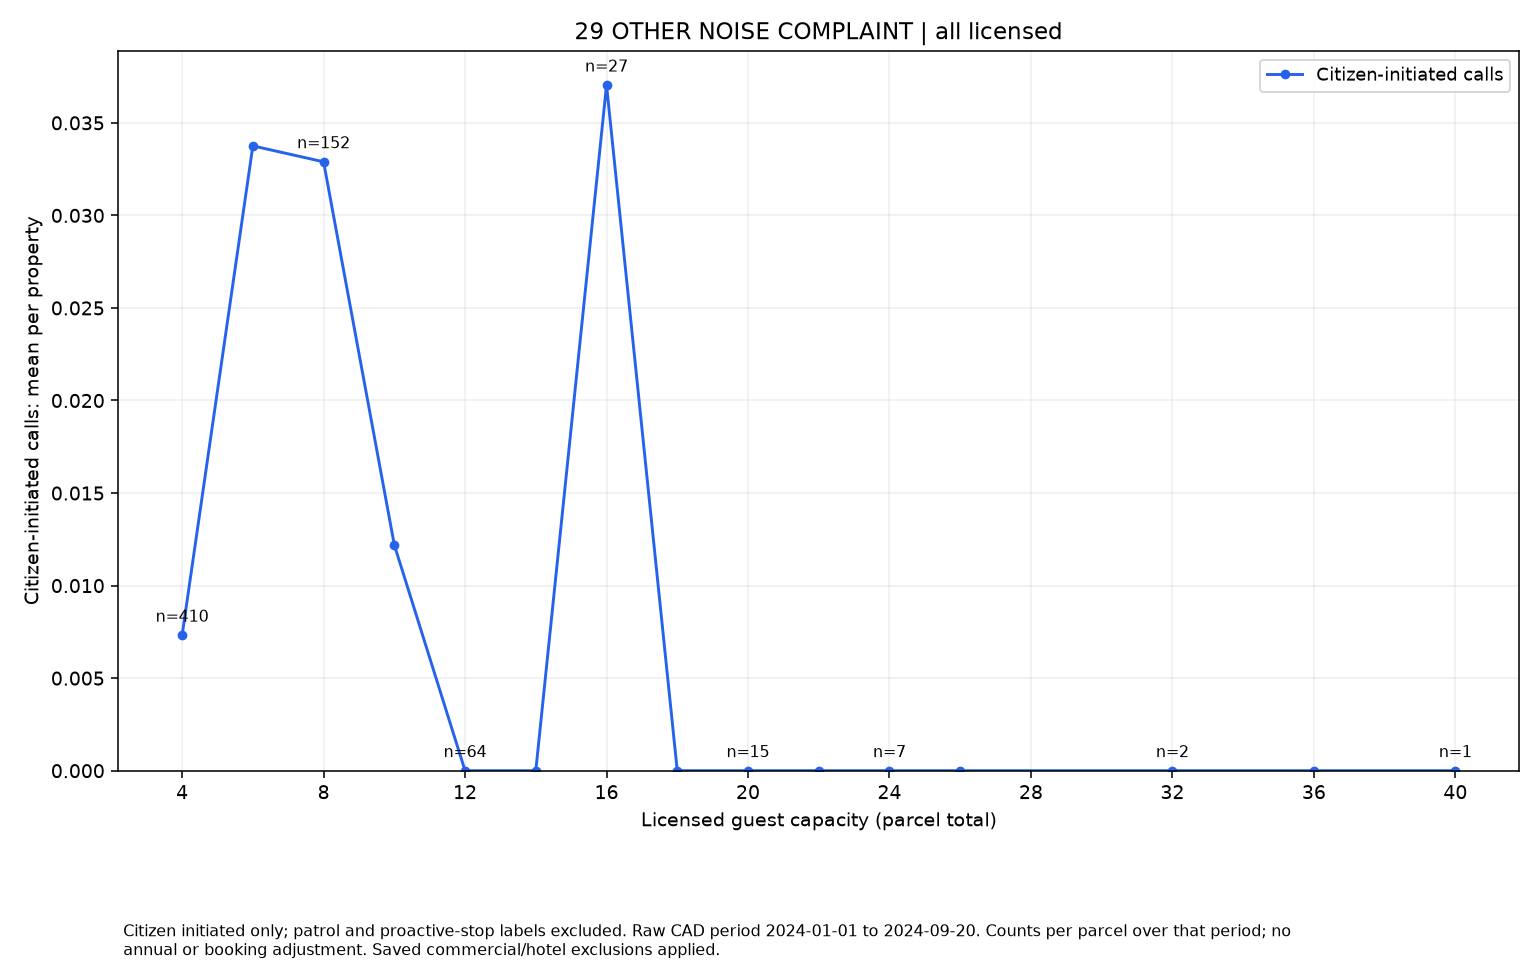 29 OTHER NOISE COMPLAINT | all licensed
Citizen-initiated calls
Citizen-initiated calls: mean per property
0.035
0.030
0.025
0.020
0.015
0.010
0.005
0.000
n=410
n=152
n=64
n=27
n=15
n=7
n=2
n=1
4 8 12 16 20 24 28 32 36 40
Licensed guest capacity (parcel total)
Citizen initiated only; patrol and proactive-stop labels excluded. Raw CAD period 2024-01-01 to 2024-09-20. Counts per parcel over that period; no
annual or booking adjustment. Saved commercial/hotel exclusions applied.